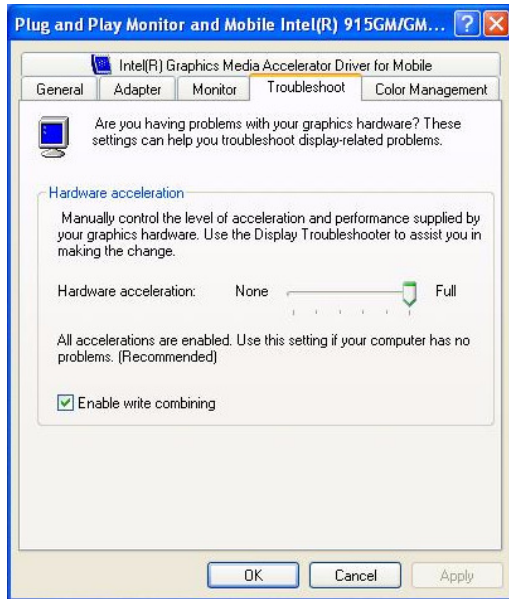 Plug and Play Monitor and Mobile Intel(R) 915GM/GM...
Intel(R) Graphics Media Accelerator Driver for Mobile
General Adapter Monitor Troubleshoot Color Management
Are you having problems with your graphics hardware? These
settings can help you troubleshoot display-related problems.
Hardware acceleration
Manually control the level of acceleration and performance supplied by
your graphics hardware. Use the Display Troubleshooter to assist you in
making the change.
Hardware acceleration: None Full
All accelerations are enabled. Use this setting if your computer has no
problems. (Recommended)
Enable write combining
OK Cancel Apply